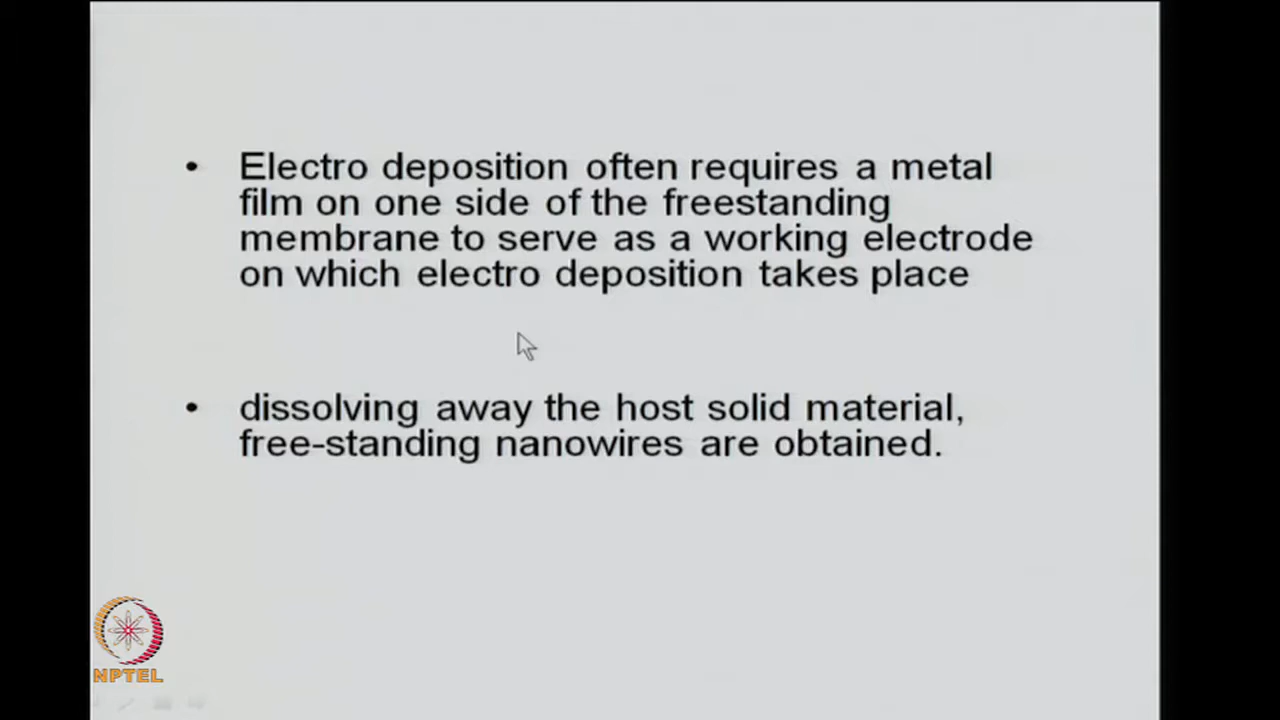 • Electro deposition often requires a metal
film on one side of the freestanding
membrane to serve as a working electrode
on which electro deposition takes place
• dissolving away the host solid material,
free-standing nanowires are obtained.
NPTEL